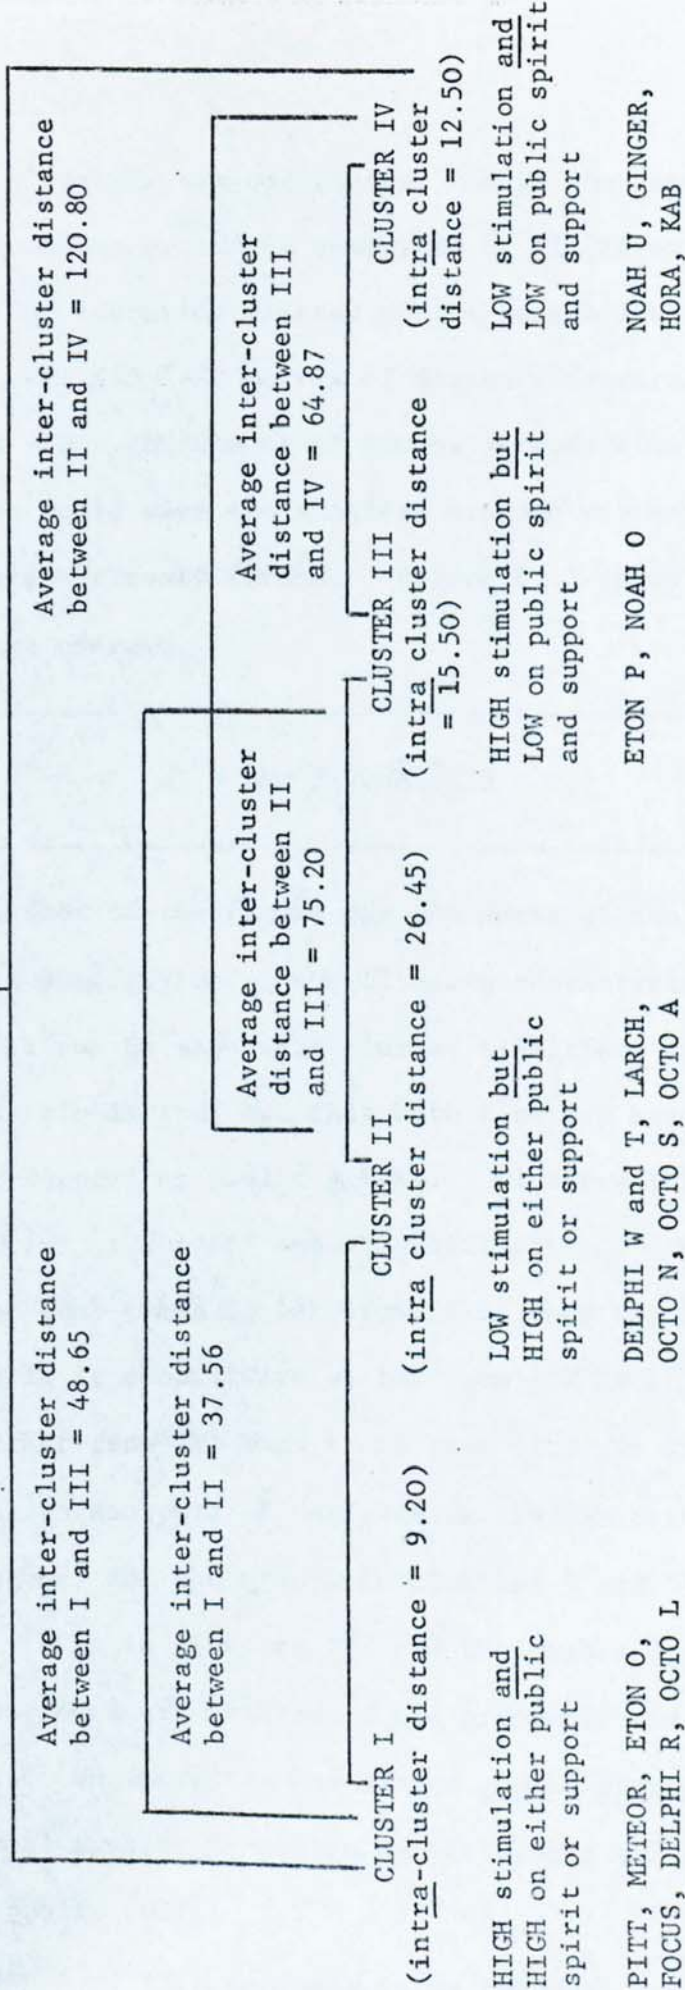 Average inter-cluster distance
between I and III = 48.65
Average inter-cluster distance
between II and IV = 120.80
Average inter-cluster distance
between I and II = 37.56
Average inter-cluster
distance between II
and III = 75.20
Average inter-cluster
distance between III
and IV = 64.87
CLUSTER I
(intra-cluster distance = 9.20)
HIGH stimulation and
HIGH on either public
spirit or support
PITT, METEOR, ETON O,
FOCUS, DELPHI R, OCTO L
CLUSTER II
(intra cluster distance = 26.45)
LOW stimulation but
HIGH on either public
spirit or support
DELPHI W and T, LARCH,
OCTO N, OCTO S, OCTO A
CLUSTER III
(intra cluster distance
= 15.50)
HIGH stimulation but
LOW on public spirit
and support
ETON P, NOAH O
CLUSTER IV
(intra cluster
distance = 12.50)
LOW stimulation and
LOW on public spirit
and support
NOAH U, GINGER,
HORA, KAB